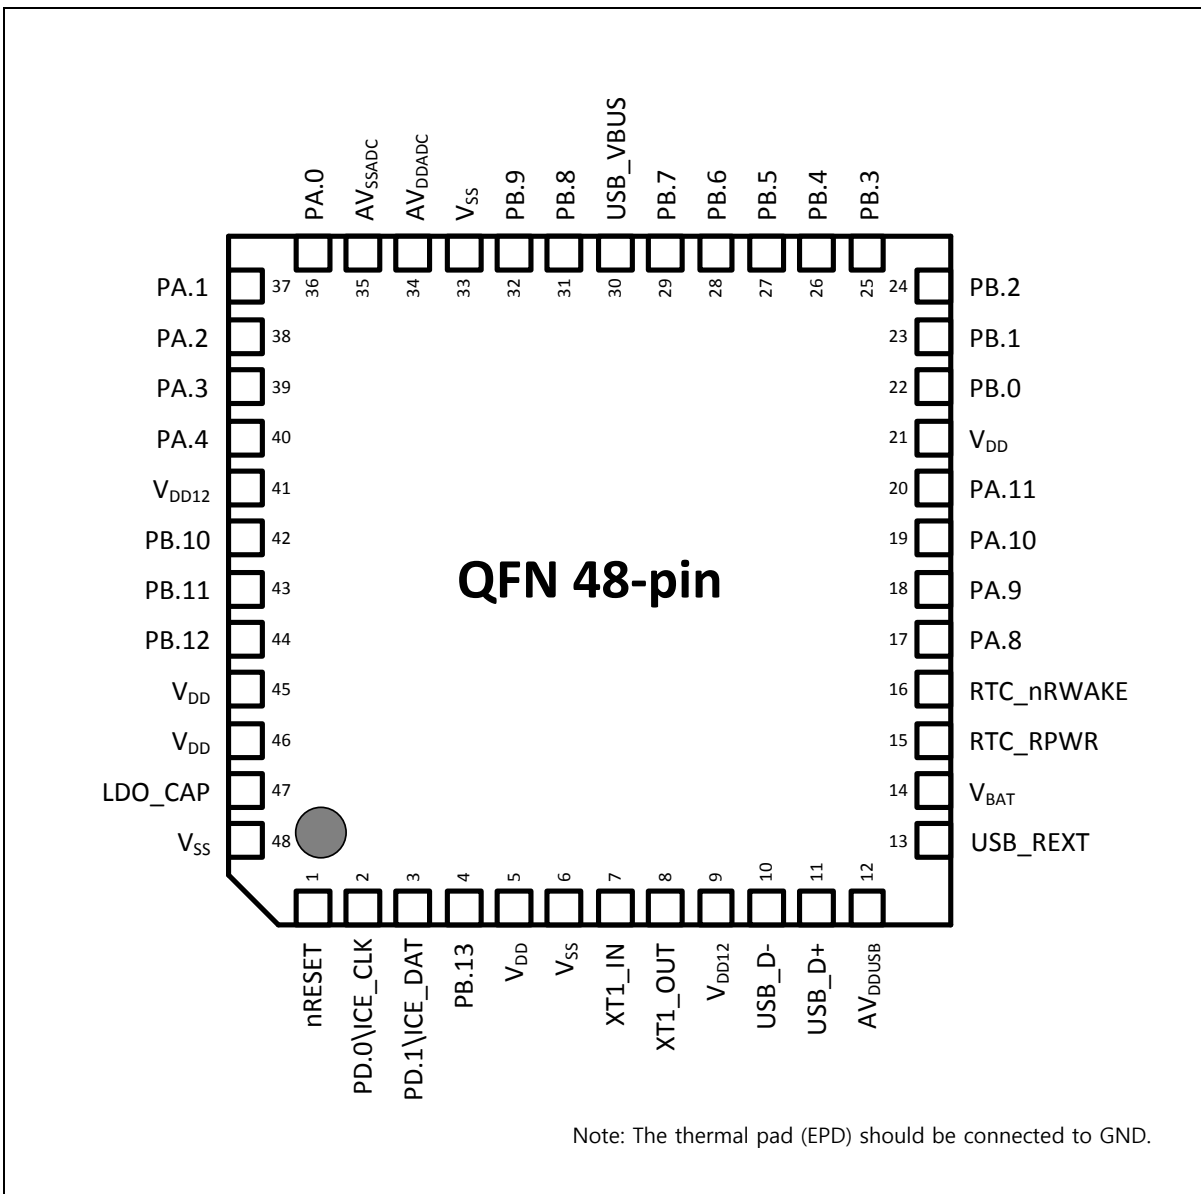 PA.0
AVSSADC
AVDDADC
VSS
PB.9
PB.8
USB_VBUS
PB.7
PB.6
PB.5
PB.4
PB.3
36
35
34
33
32
31
30
29
28
27
26
25
PA.1 37
PA.2 38
PA.3 39
PA.4 40
VDD12 41
PB.10 42
PB.11 43
PB.12 44
VDD 45
VDD 46
LDO_CAP 47
VSS 48
QFN 48-pin
24 PB.2
23 PB.1
22 PB.0
21 VDD
20 PA.11
19 PA.10
18 PA.9
17 PA.8
16 RTC_nRWAKE
15 RTC_RPWR
14 VBAT
13 USB_REXT
1
2
3
4
5
6
7
8
9
10
11
12
nRESET
PD.0\ICE_CLK
PD.1\ICE_DAT
PB.13
VDD
VSS
XT1_IN
XT1_OUT
VDD12
USB_D-
USB_D+
AVDDUSB
Note: The thermal pad (EPD) should be connected to GND.